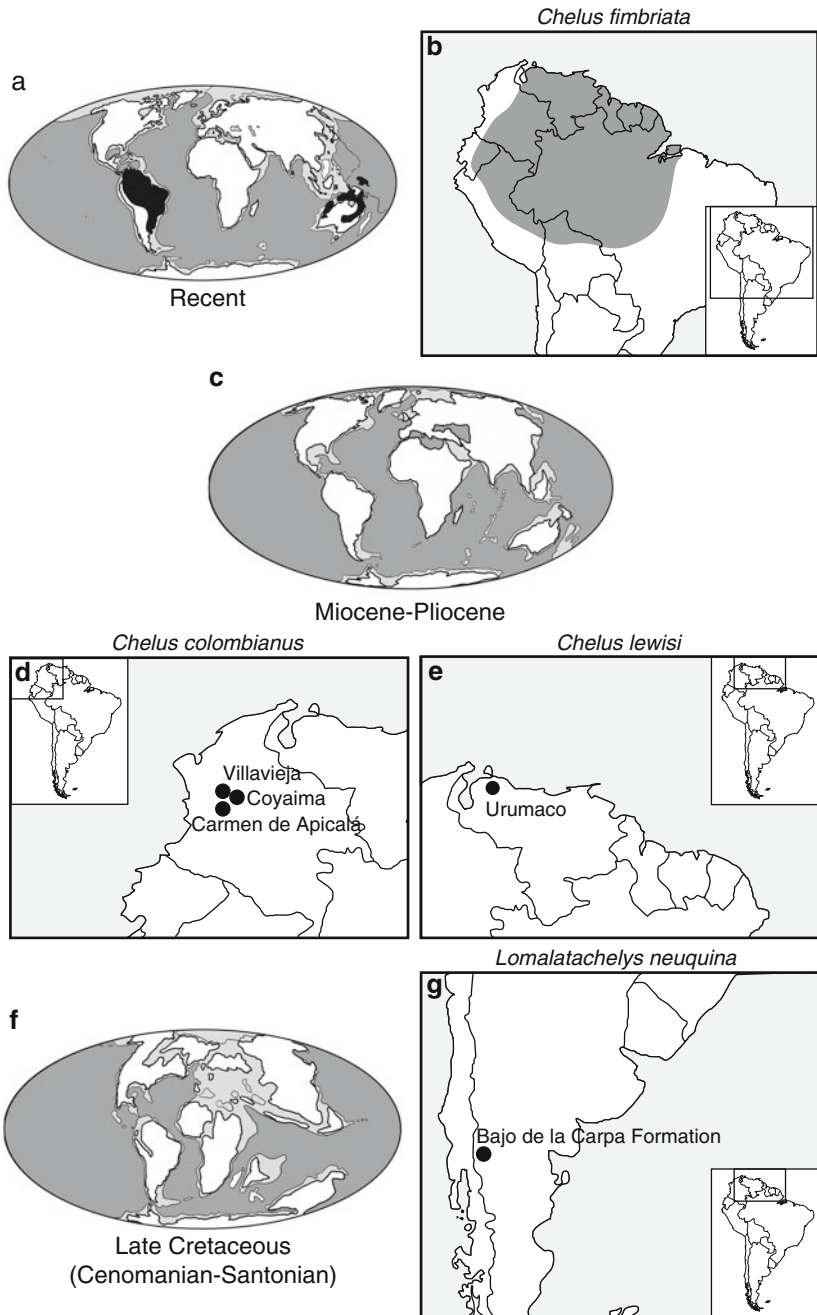 Chelus fimbriata
a
b
Recent
c
Miocene-Pliocene
Chelus colombianus
Chelus lewisi
d
Villavieja
Coyaima
Carmen de Apicalá
e
Urumaco
Lomalatachelys neuquina
f
Late Cretaceous
(Cenomanian-Santonian)
g
Bajo de la Carpa Formation